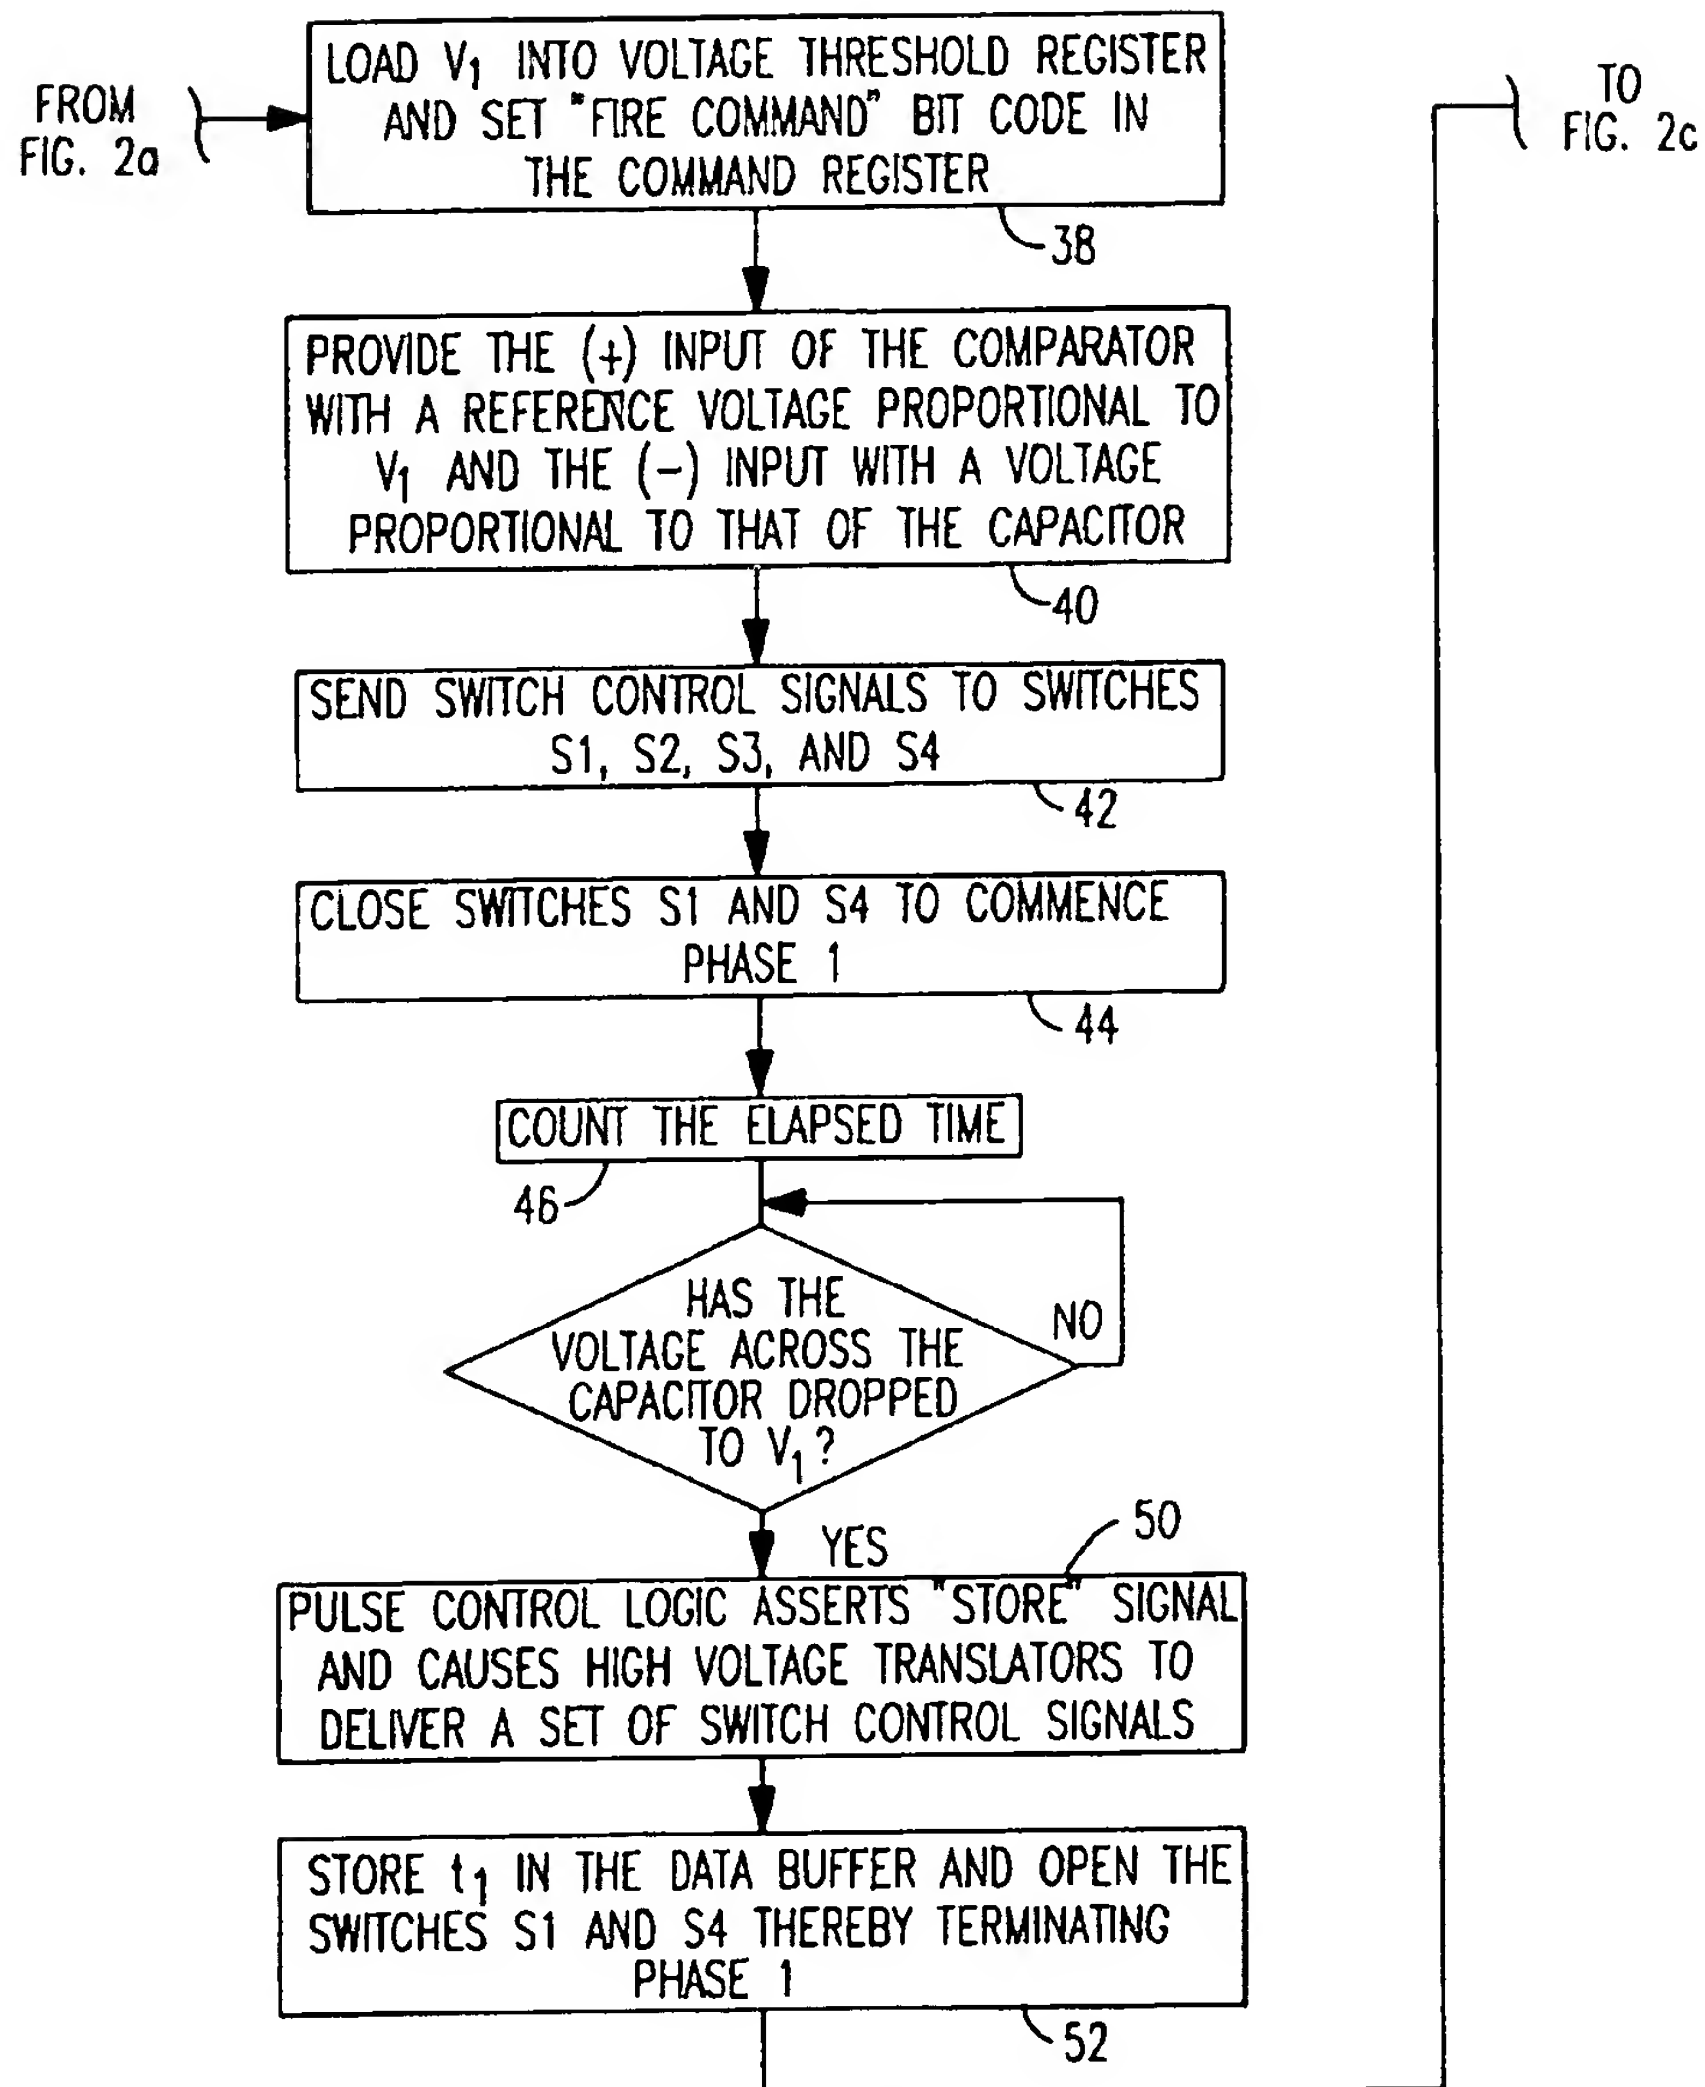 FROM
FIG. 2a
LOAD V1 INTO VOLTAGE THRESHOLD REGISTER
AND SET "FIRE COMMAND" BIT CODE IN
THE COMMAND REGISTER
38
TO
FIG. 2c
PROVIDE THE (+) INPUT OF THE COMPARATOR
WITH A REFERENCE VOLTAGE PROPORTIONAL TO
V1 AND THE (-) INPUT WITH A VOLTAGE
PROPORTIONAL TO THAT OF THE CAPACITOR
40
SEND SWITCH CONTROL SIGNALS TO SWITCHES
S1, S2, S3, AND S4
42
CLOSE SWITCHES S1 AND S4 TO COMMENCE
PHASE 1
44
COUNT THE ELAPSED TIME
46
HAS THE
VOLTAGE ACROSS THE
CAPACITOR DROPPED
TO V1?
NO
YES
50
PULSE CONTROL LOGIC ASSERTS "STORE" SIGNAL
AND CAUSES HIGH VOLTAGE TRANSLATORS TO
DELIVER A SET OF SWITCH CONTROL SIGNALS
STORE t1 IN THE DATA BUFFER AND OPEN THE
SWITCHES S1 AND S4 THEREBY TERMINATING
PHASE 1
52